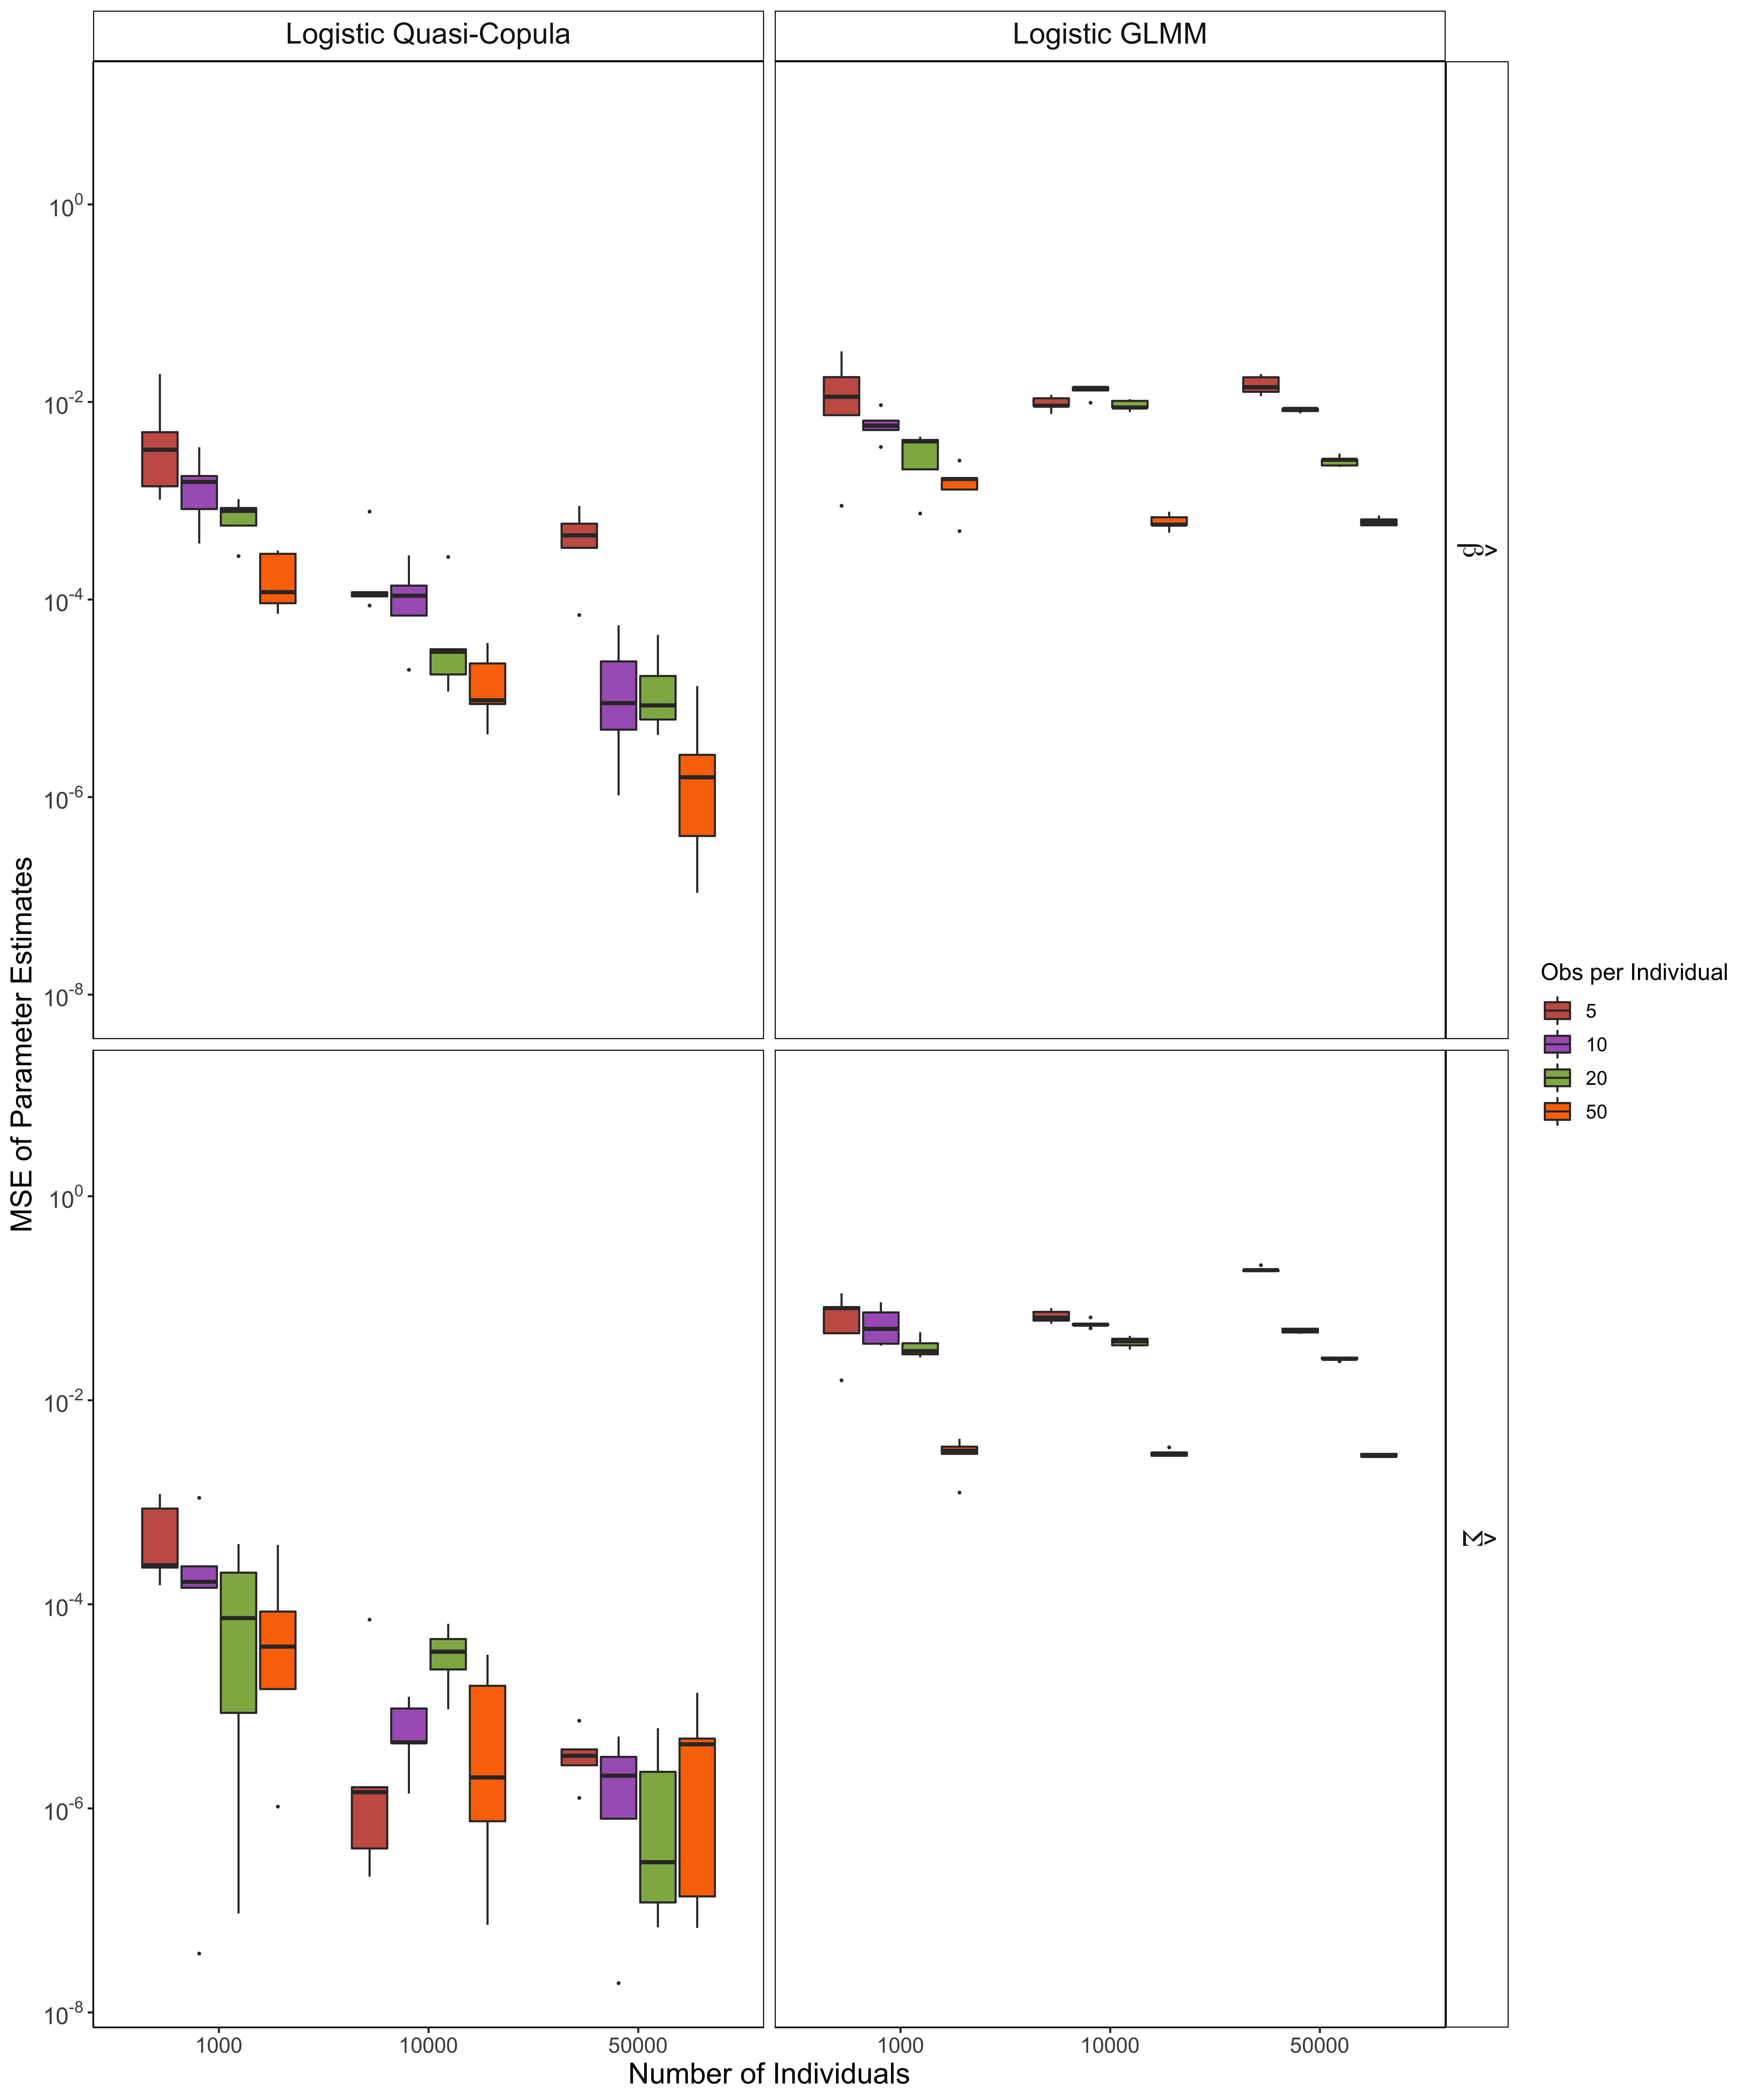 Logistic Quasi-Copula
Logistic GLMM
10^0
10^-2
10^-4
10^-6
10^-8
β̂
10^0
10^-2
10^-4
10^-6
10^-8
Σ̂
MSE of Parameter Estimates
1000
10000
50000
1000
10000
50000
Number of Individuals
Obs per Individual
5
10
20
50